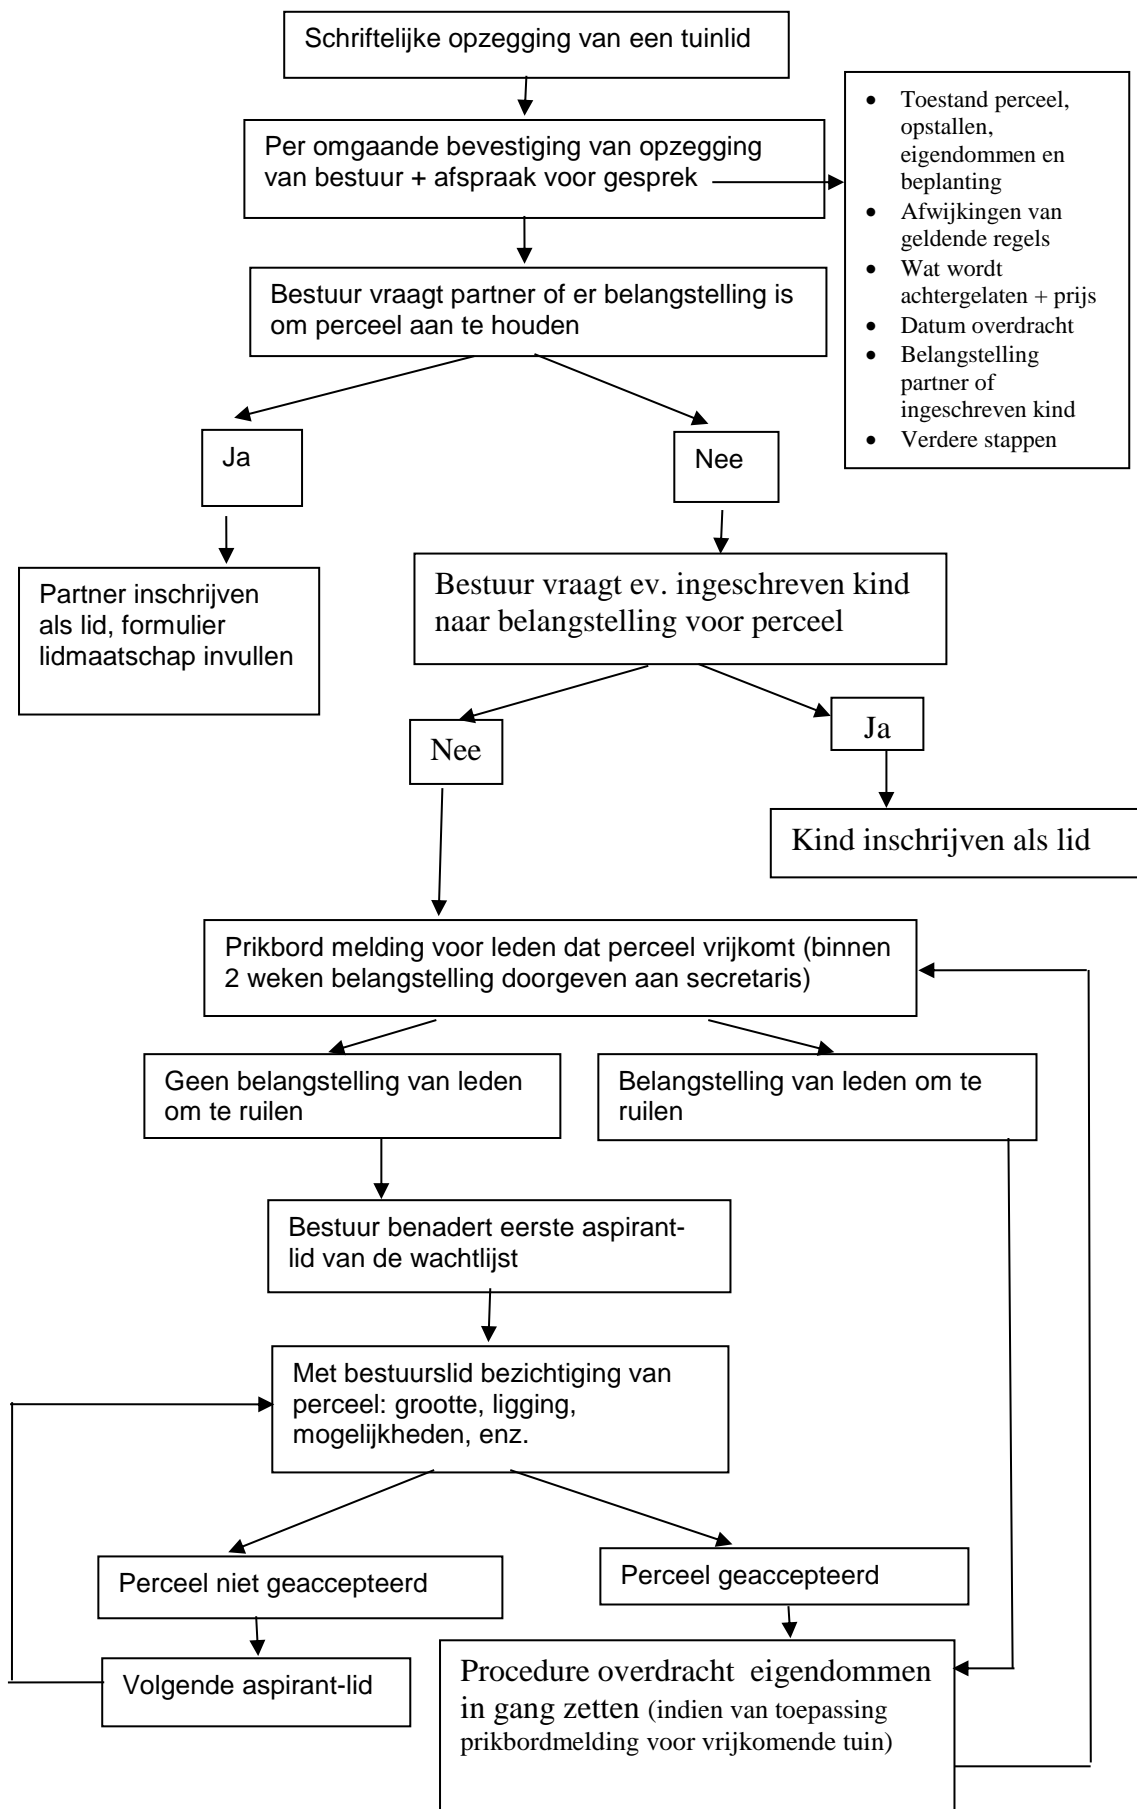 Schriftelijke opzegging van een tuinlid
Per omgaande bevestiging van opzegging
van bestuur + afspraak voor gesprek
• Toestand perceel,
opstallen,
eigendommen en
beplanting
• Afwijkingen van
geldende regels
• Wat wordt
achtergelaten + prijs
• Datum overdracht
• Belangstelling
partner of
ingeschreven kind
• Verdere stappen
Bestuur vraagt partner of er belangstelling is
om perceel aan te houden
Ja
Nee
Partner inschrijven
als lid, formulier
lidmaatschap invullen
Bestuur vraagt ev. ingeschreven kind
naar belangstelling voor perceel
Nee
Ja
Kind inschrijven als lid
Prikbord melding voor leden dat perceel vrijkomt (binnen
2 weken belangstelling doorgeven aan secretaris)
Geen belangstelling van leden
om te ruilen
Belangstelling van leden om te
ruilen
Bestuur benadert eerste aspirant-
lid van de wachtlijst
Met bestuurslid bezichtiging van
perceel: grootte, ligging,
mogelijkheden, enz.
Perceel niet geaccepteerd
Perceel geaccepteerd
Volgende aspirant-lid
Procedure overdracht eigendommen
in gang zetten (indien van toepassing
prikbordmelding voor vrijkomende tuin)